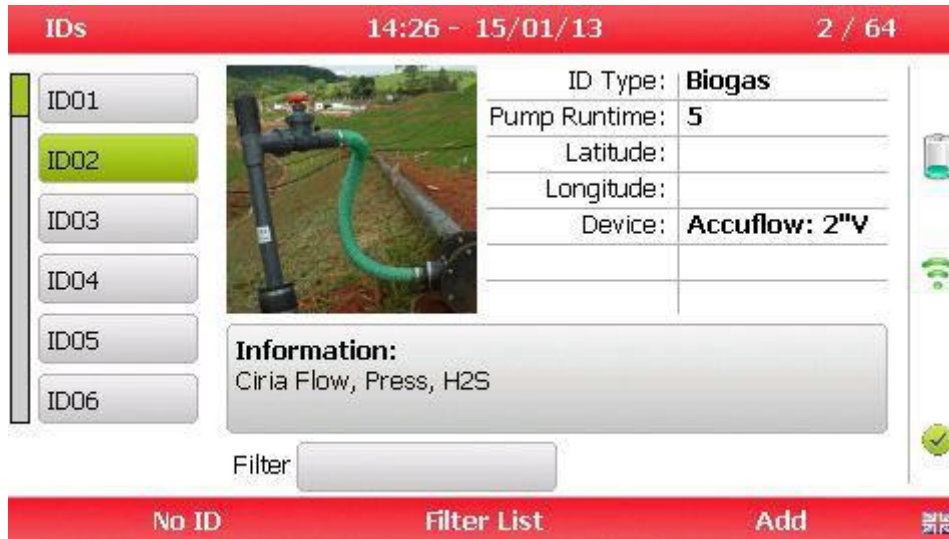 IDs 14:26 - 15/01/13 2 / 64
ID01
ID02
ID03
ID04
ID05
ID06
ID Type: Biogas
Pump Runtime: 5
Latitude:
Longitude:
Device: Accuflow: 2"V
Information:
Ciria Flow, Press, H2S
Filter
No ID Filter List Add